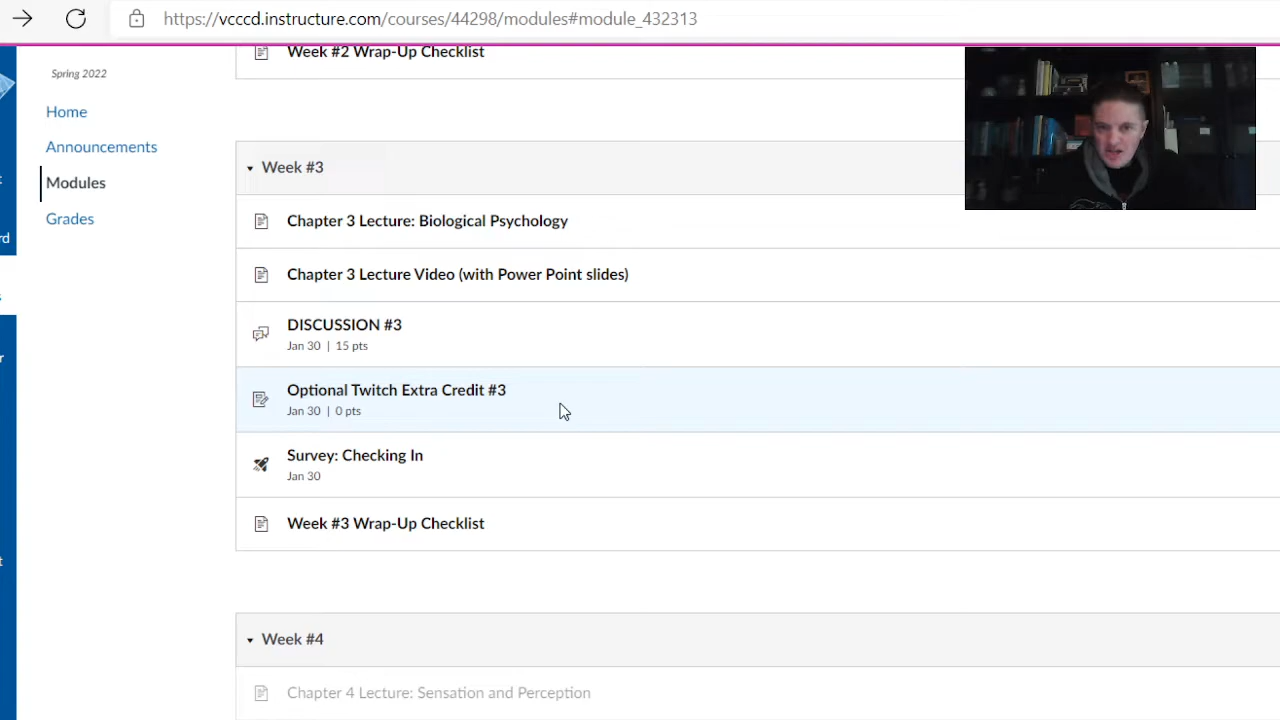 https://vcccd.instructure.com/courses/44298/modules#module_432313
Week #2 Wrap-Up Checklist
Spring 2022
Home
Announcements
Modules
Grades
Week #3
Chapter 3 Lecture: Biological Psychology
Chapter 3 Lecture Video (with Power Point slides)
DISCUSSION #3
Jan 30 | 15 pts
Optional Twitch Extra Credit #3
Jan 30 | 0 pts
Survey: Checking In
Jan 30
Week #3 Wrap-Up Checklist
Week #4
Chapter 4 Lecture: Sensation and Perception